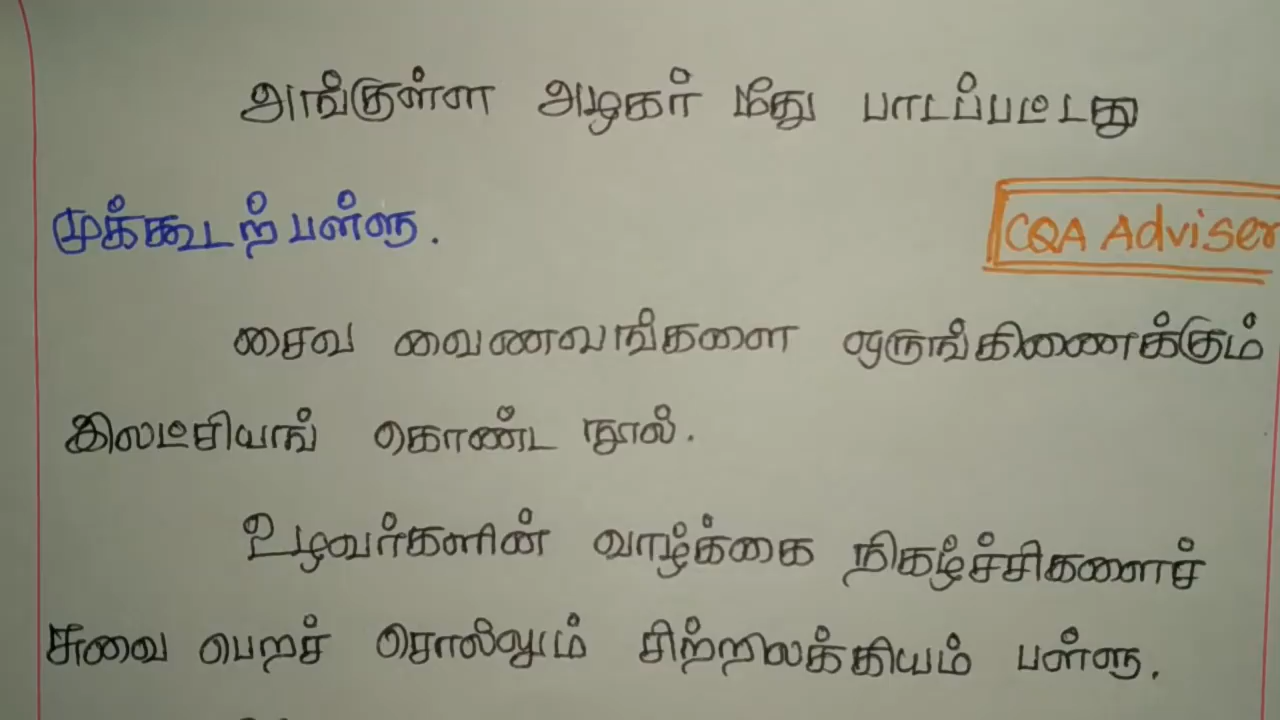 அங்குள்ள அழகர் மீது பாடப்பட்டது
முக்கூடற்பள்ளு.
CQA Adviser
சைவ வைணவங்களை ஒருங்கிணைக்கும்
இலட்சியங் கொண்ட நூல்.
உழவர்களின் வாழ்க்கை நிகழ்ச்சிகளைச்
சுவை பெறச் சொல்லும் சிற்றிலக்கியம் பள்ளு.